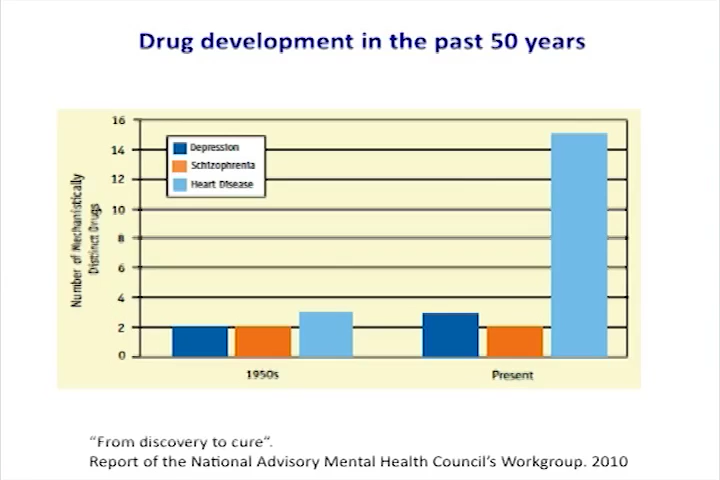 Drug development in the past 50 years
16
14
12
10
8
6
4
2
0
Number of Mechanistically
Distinct Drugs
Depression
Schizophrenia
Heart Disease
1950s
Present
"From discovery to cure".
Report of the National Advisory Mental Health Council's Workgroup. 2010